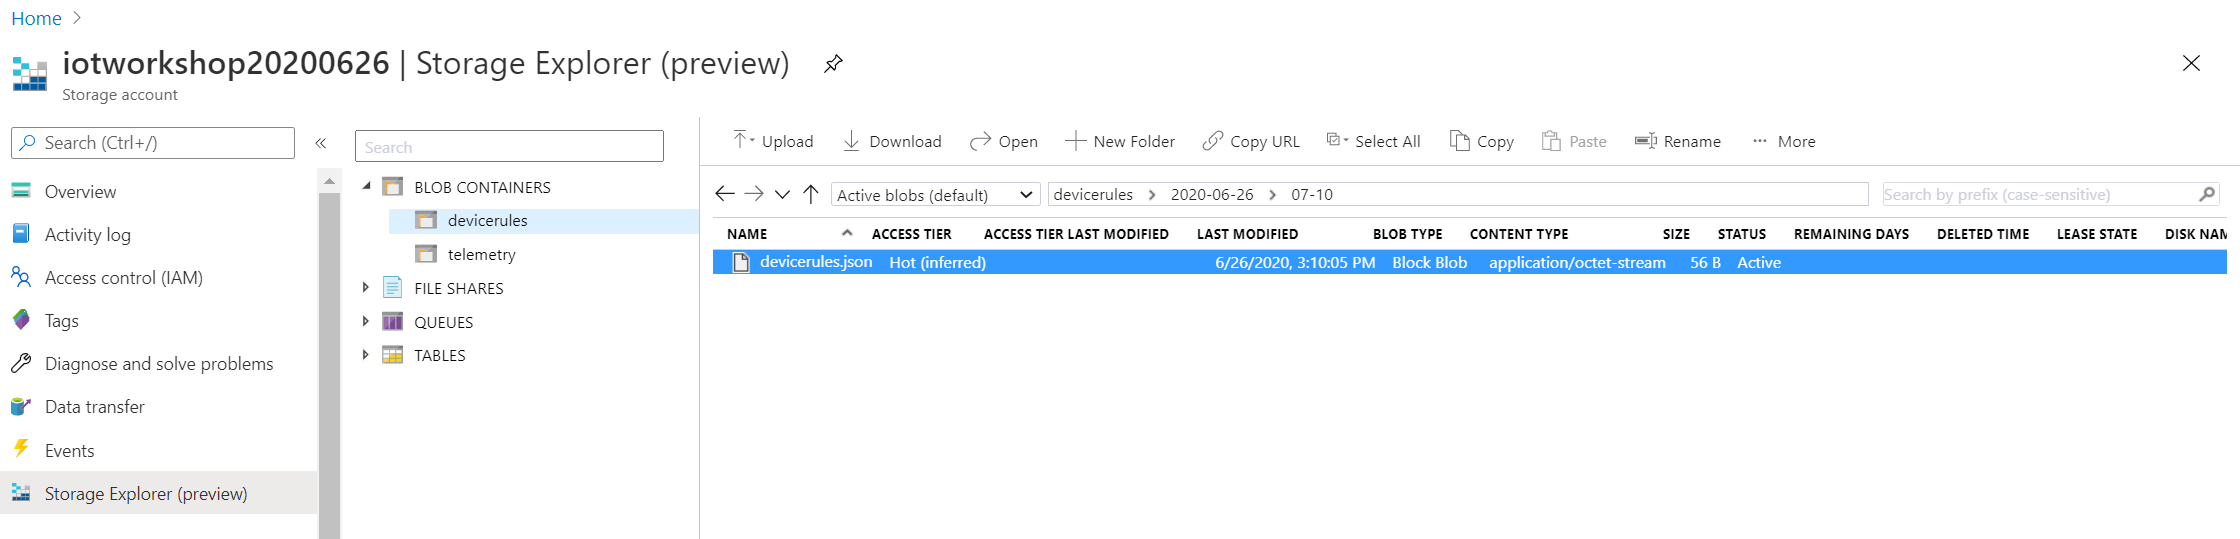 Home
iotworkshop20200626 | Storage Explorer (preview)
Storage account
Search (Ctrl+/)
«
Overview
Activity log
Access control (IAM)
Tags
Diagnose and solve problems
Data transfer
Events
Storage Explorer (preview)
Search
BLOB CONTAINERS
devicerules
telemetry
FILE SHARES
QUEUES
TABLES
Upload Download Open New Folder Copy URL Select All Copy Paste Rename ··· More
Active blobs (default) devicerules > 2020-06-26 > 07-10 Search by prefix (case-sensitive)
NAME ACCESS TIER ACCESS TIER LAST MODIFIED LAST MODIFIED BLOB TYPE CONTENT TYPE SIZE STATUS REMAINING DAYS DELETED TIME LEASE STATE DISK NAM
devicerules.json Hot (inferred) 6/26/2020, 3:10:05 PM Block Blob application/octet-stream 56 B Active